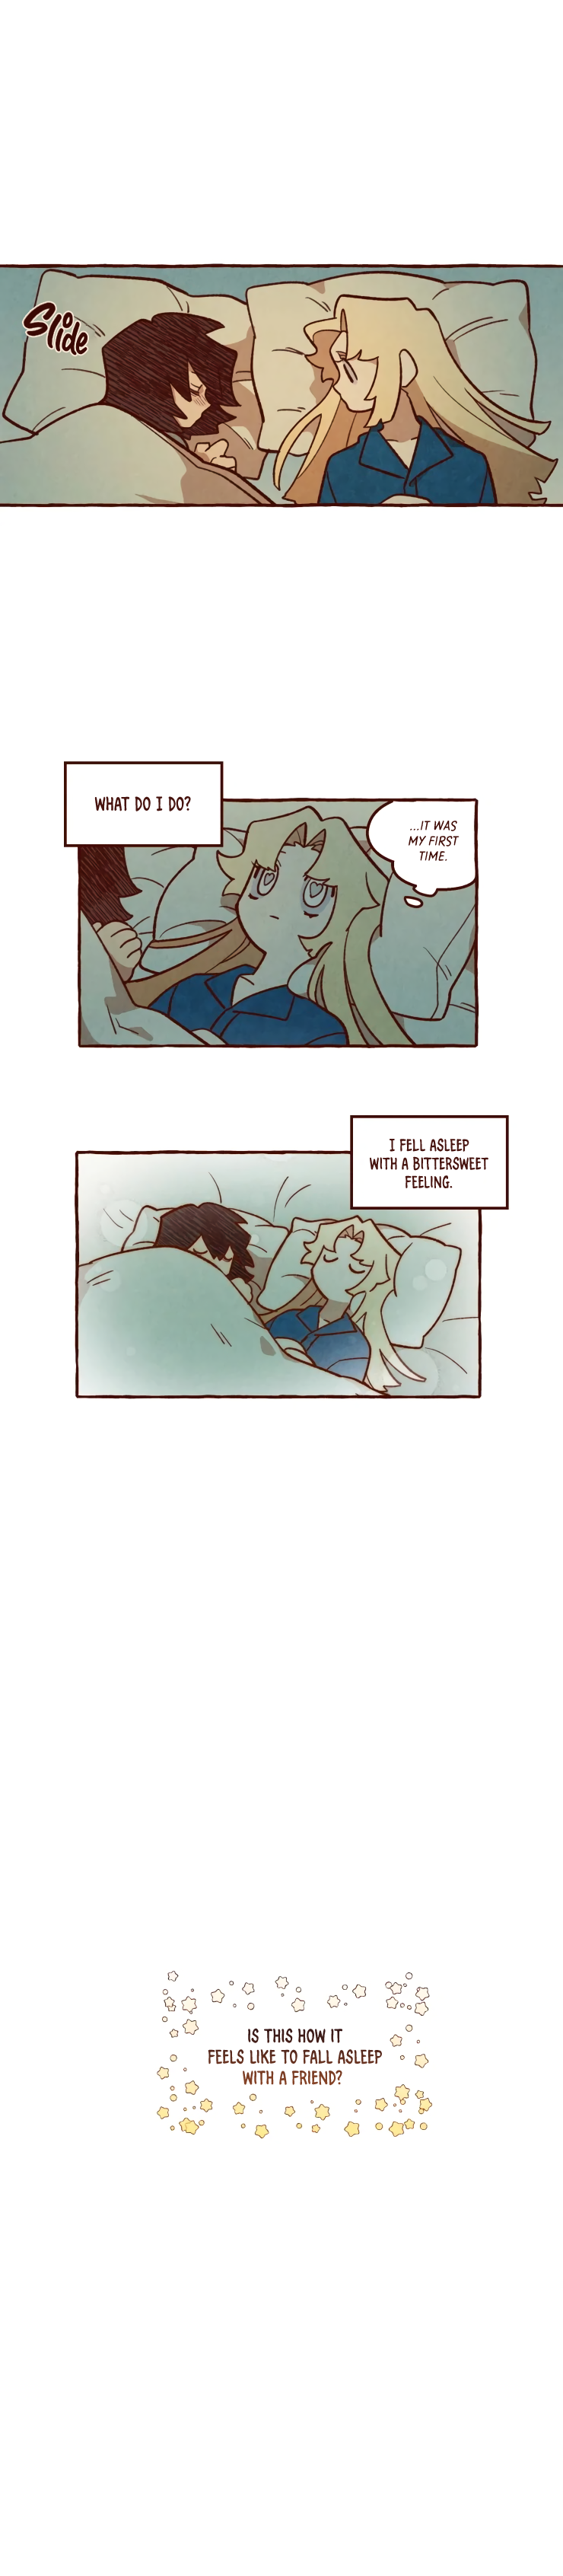 Slide
WHAT DO I DO?
...IT WAS
MY FIRST
TIME.
I FELL ASLEEP
WITH A BITTERSWEET
FEELING.
IS THIS HOW IT
FEELS LIKE TO FALL ASLEEP
WITH A FRIEND?